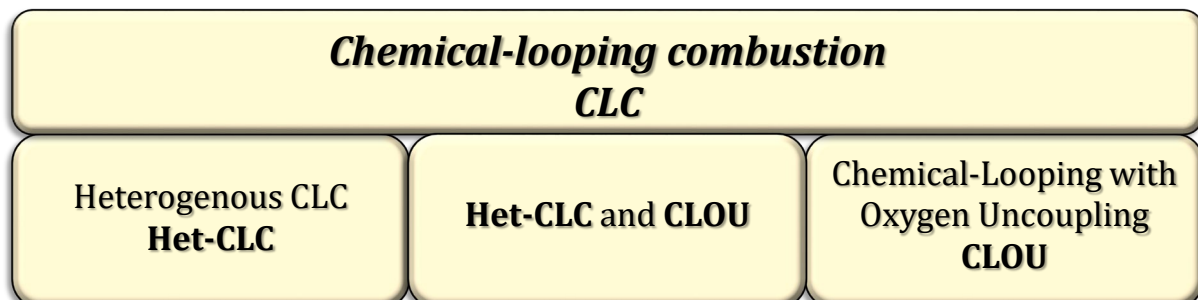 Chemical-looping combustion
CLC
Heterogenous CLC
Het-CLC
Het-CLC and CLOU
Chemical-Looping with
Oxygen Uncoupling
CLOU